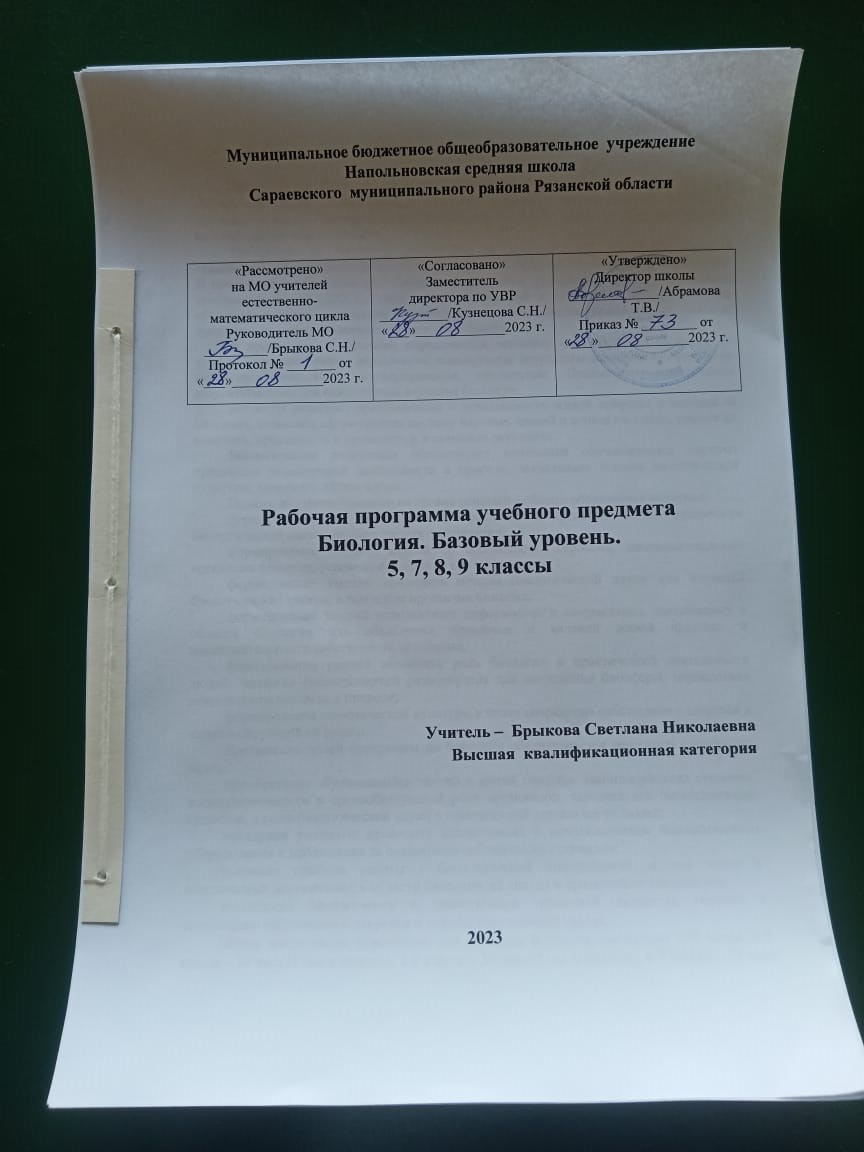 Муниципальное бюджетное общеобразовательное учреждение
Напольновская средняя школа
Сараевского муниципального района Рязанской области
«Рассмотрено»
на МО учителей
естественно-
математического цикла
Руководитель МО
/Брыкова С.Н./
Протокол № 1 от
«28» 08 2023 г.
«Согласовано»
Заместитель
директора по УВР
/Кузнецова С.Н./
«28» 08 2023 г.
«Утверждено»
Директор школы
/Абрамова
Т.В./
Приказ № 73 от
«28» 08 2023 г.
Рабочая программа учебного предмета
Биология. Базовый уровень.
5, 7, 8, 9 классы
Учитель – Брыкова Светлана Николаевна
Высшая квалификационная категория
2023